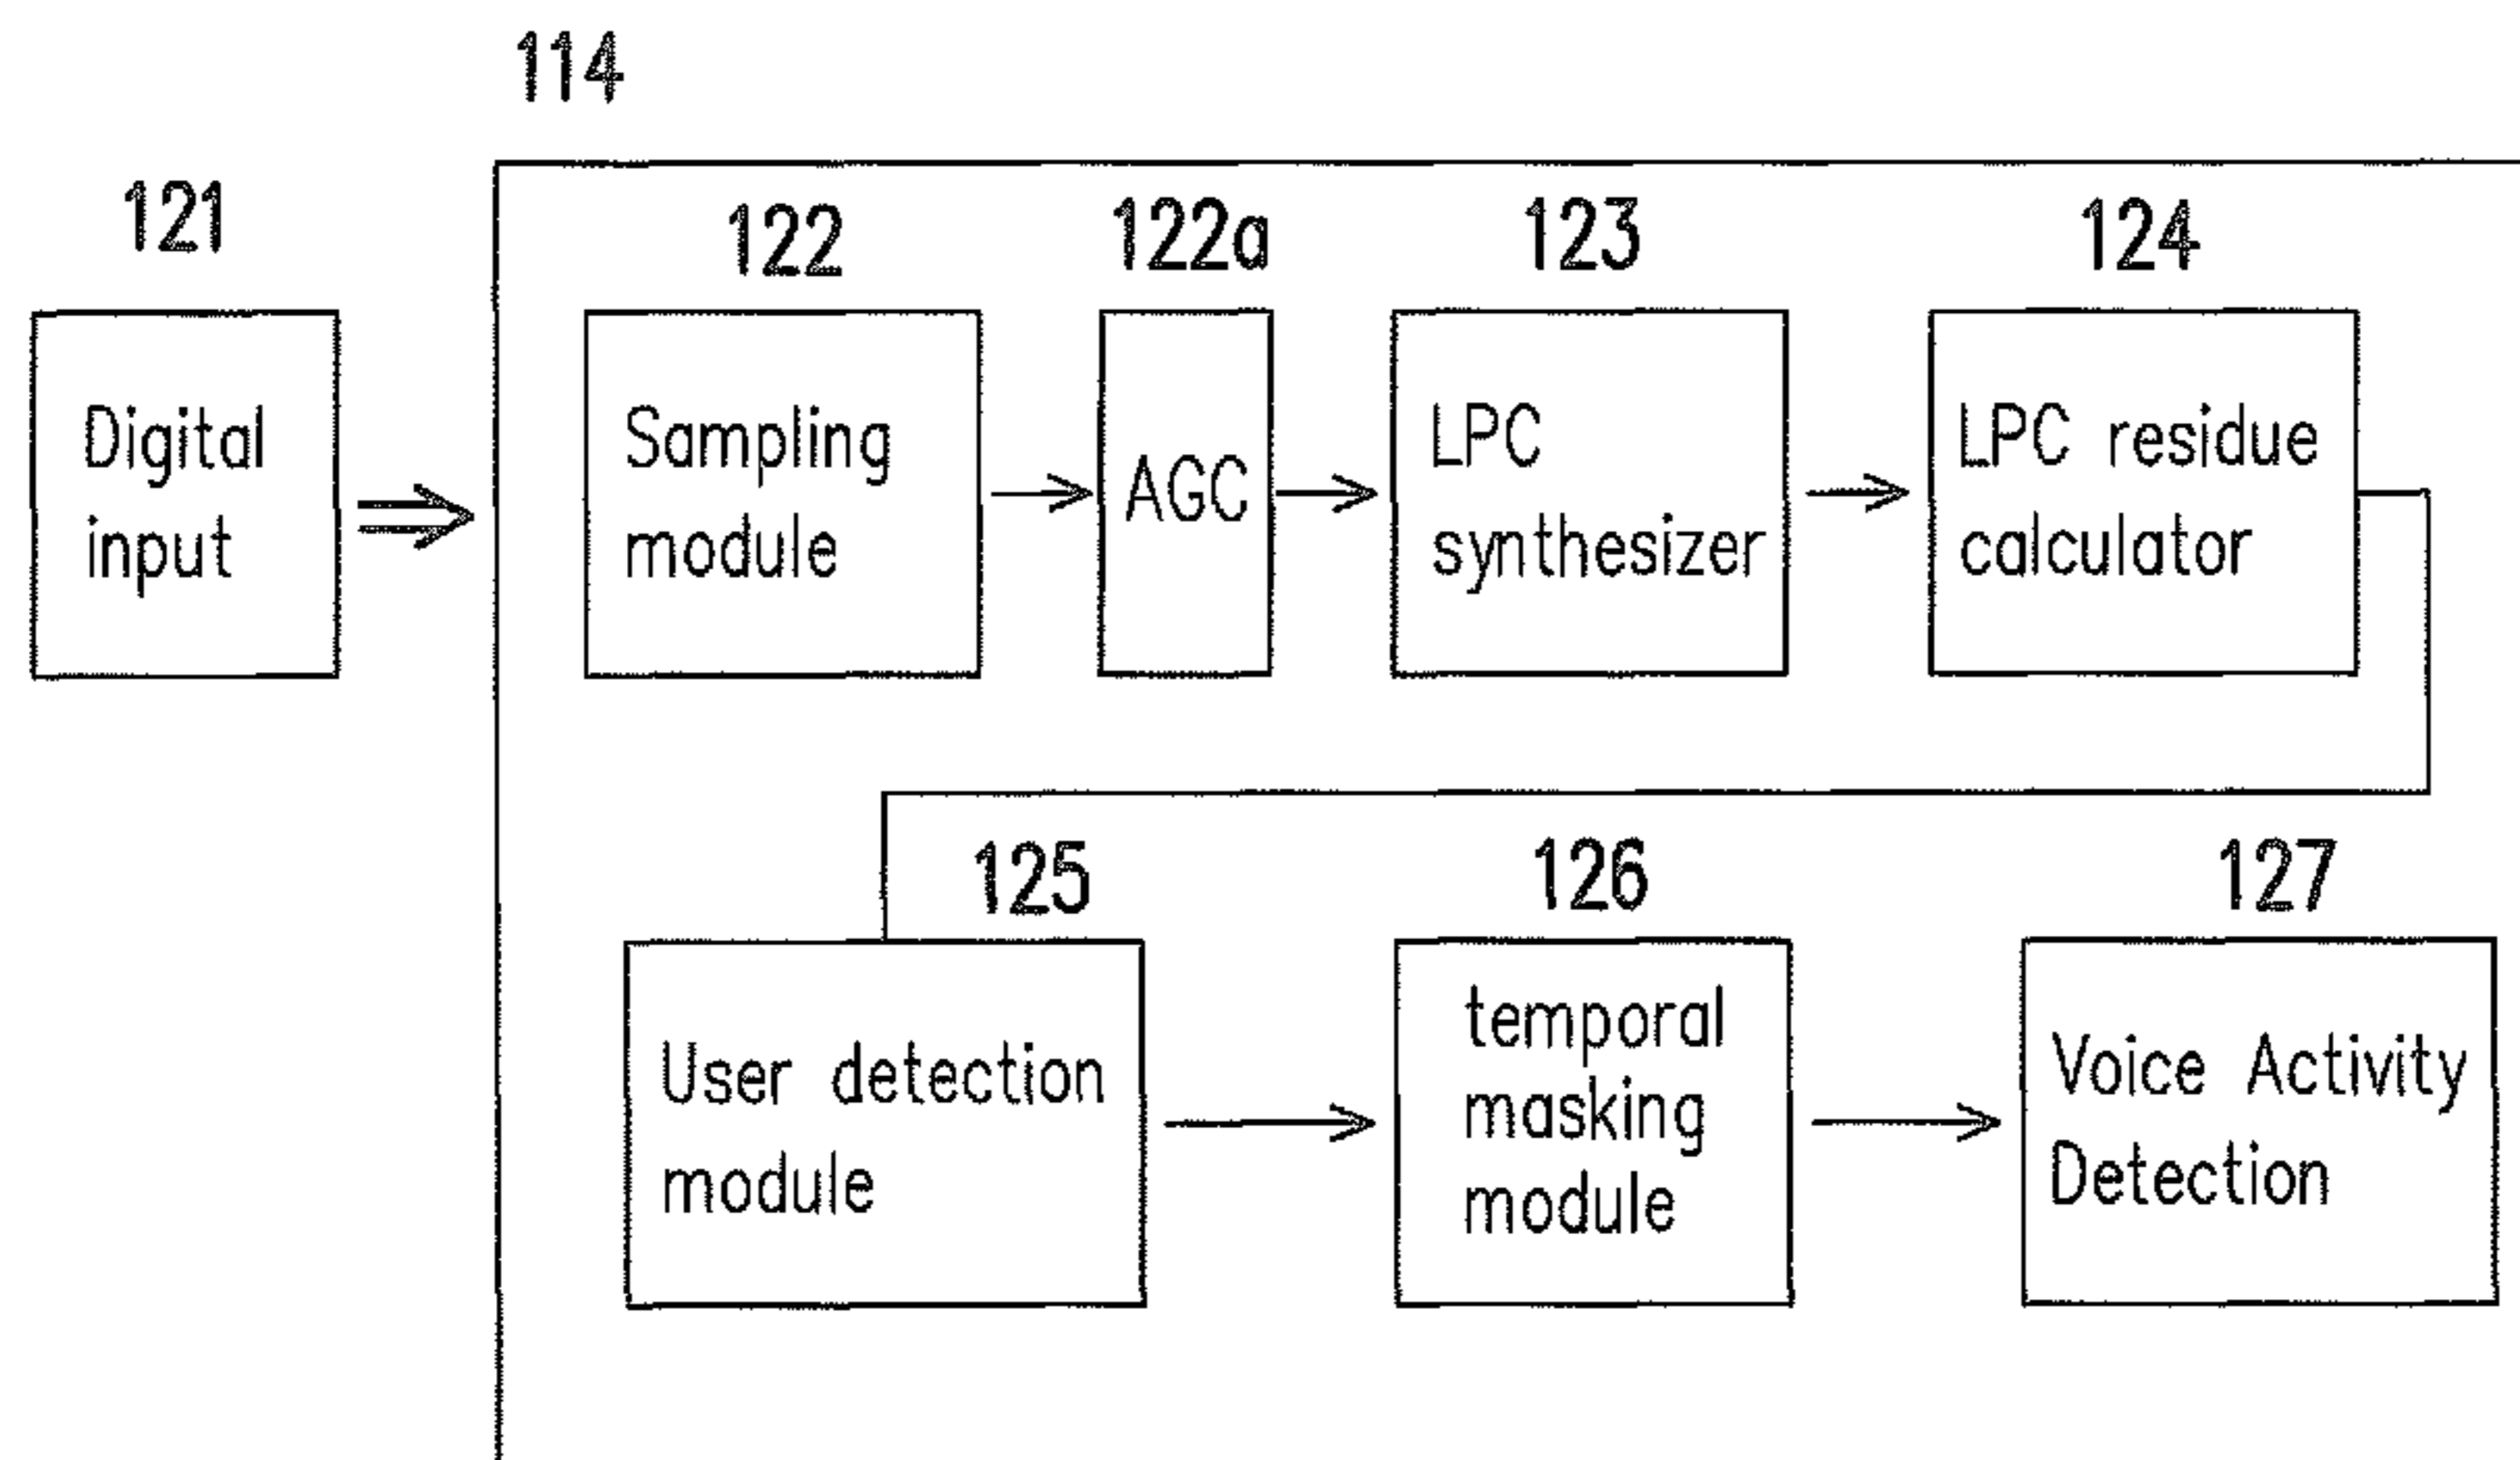 114
121
122
122a
123
124
Digital
input
Sampling
module
AGC
LPC
synthesizer
LPC residue
calculator
125
126
127
User detection
module
temporal
masking
module
Voice Activity
Detection